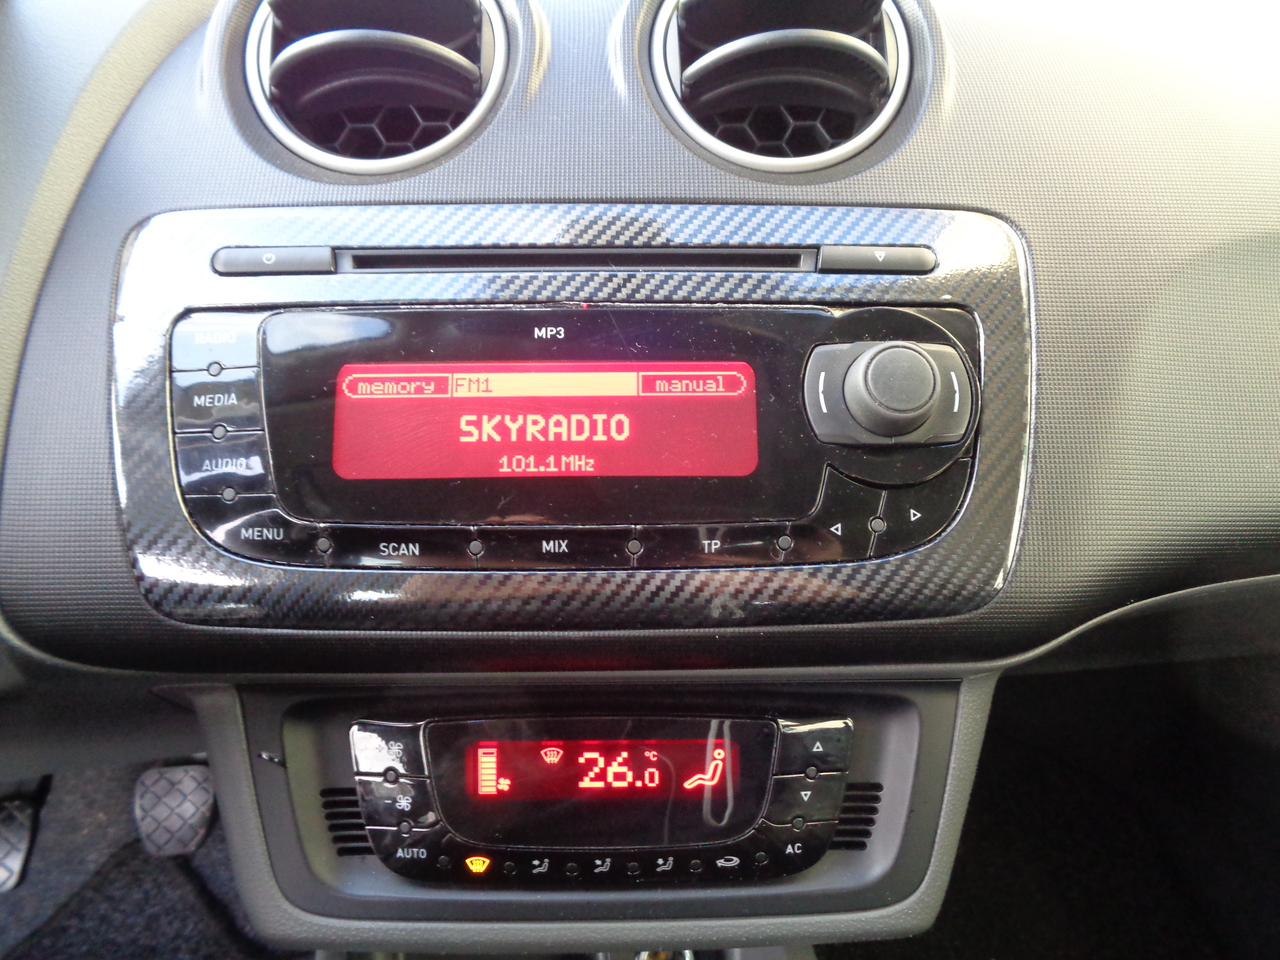 MP3
RADIO
memory FM1 manual
MEDIA
SKYRADIO
AUDIO
101.1 MHz
MENU
SCAN MIX TP
26.0 °C
AUTO
AC